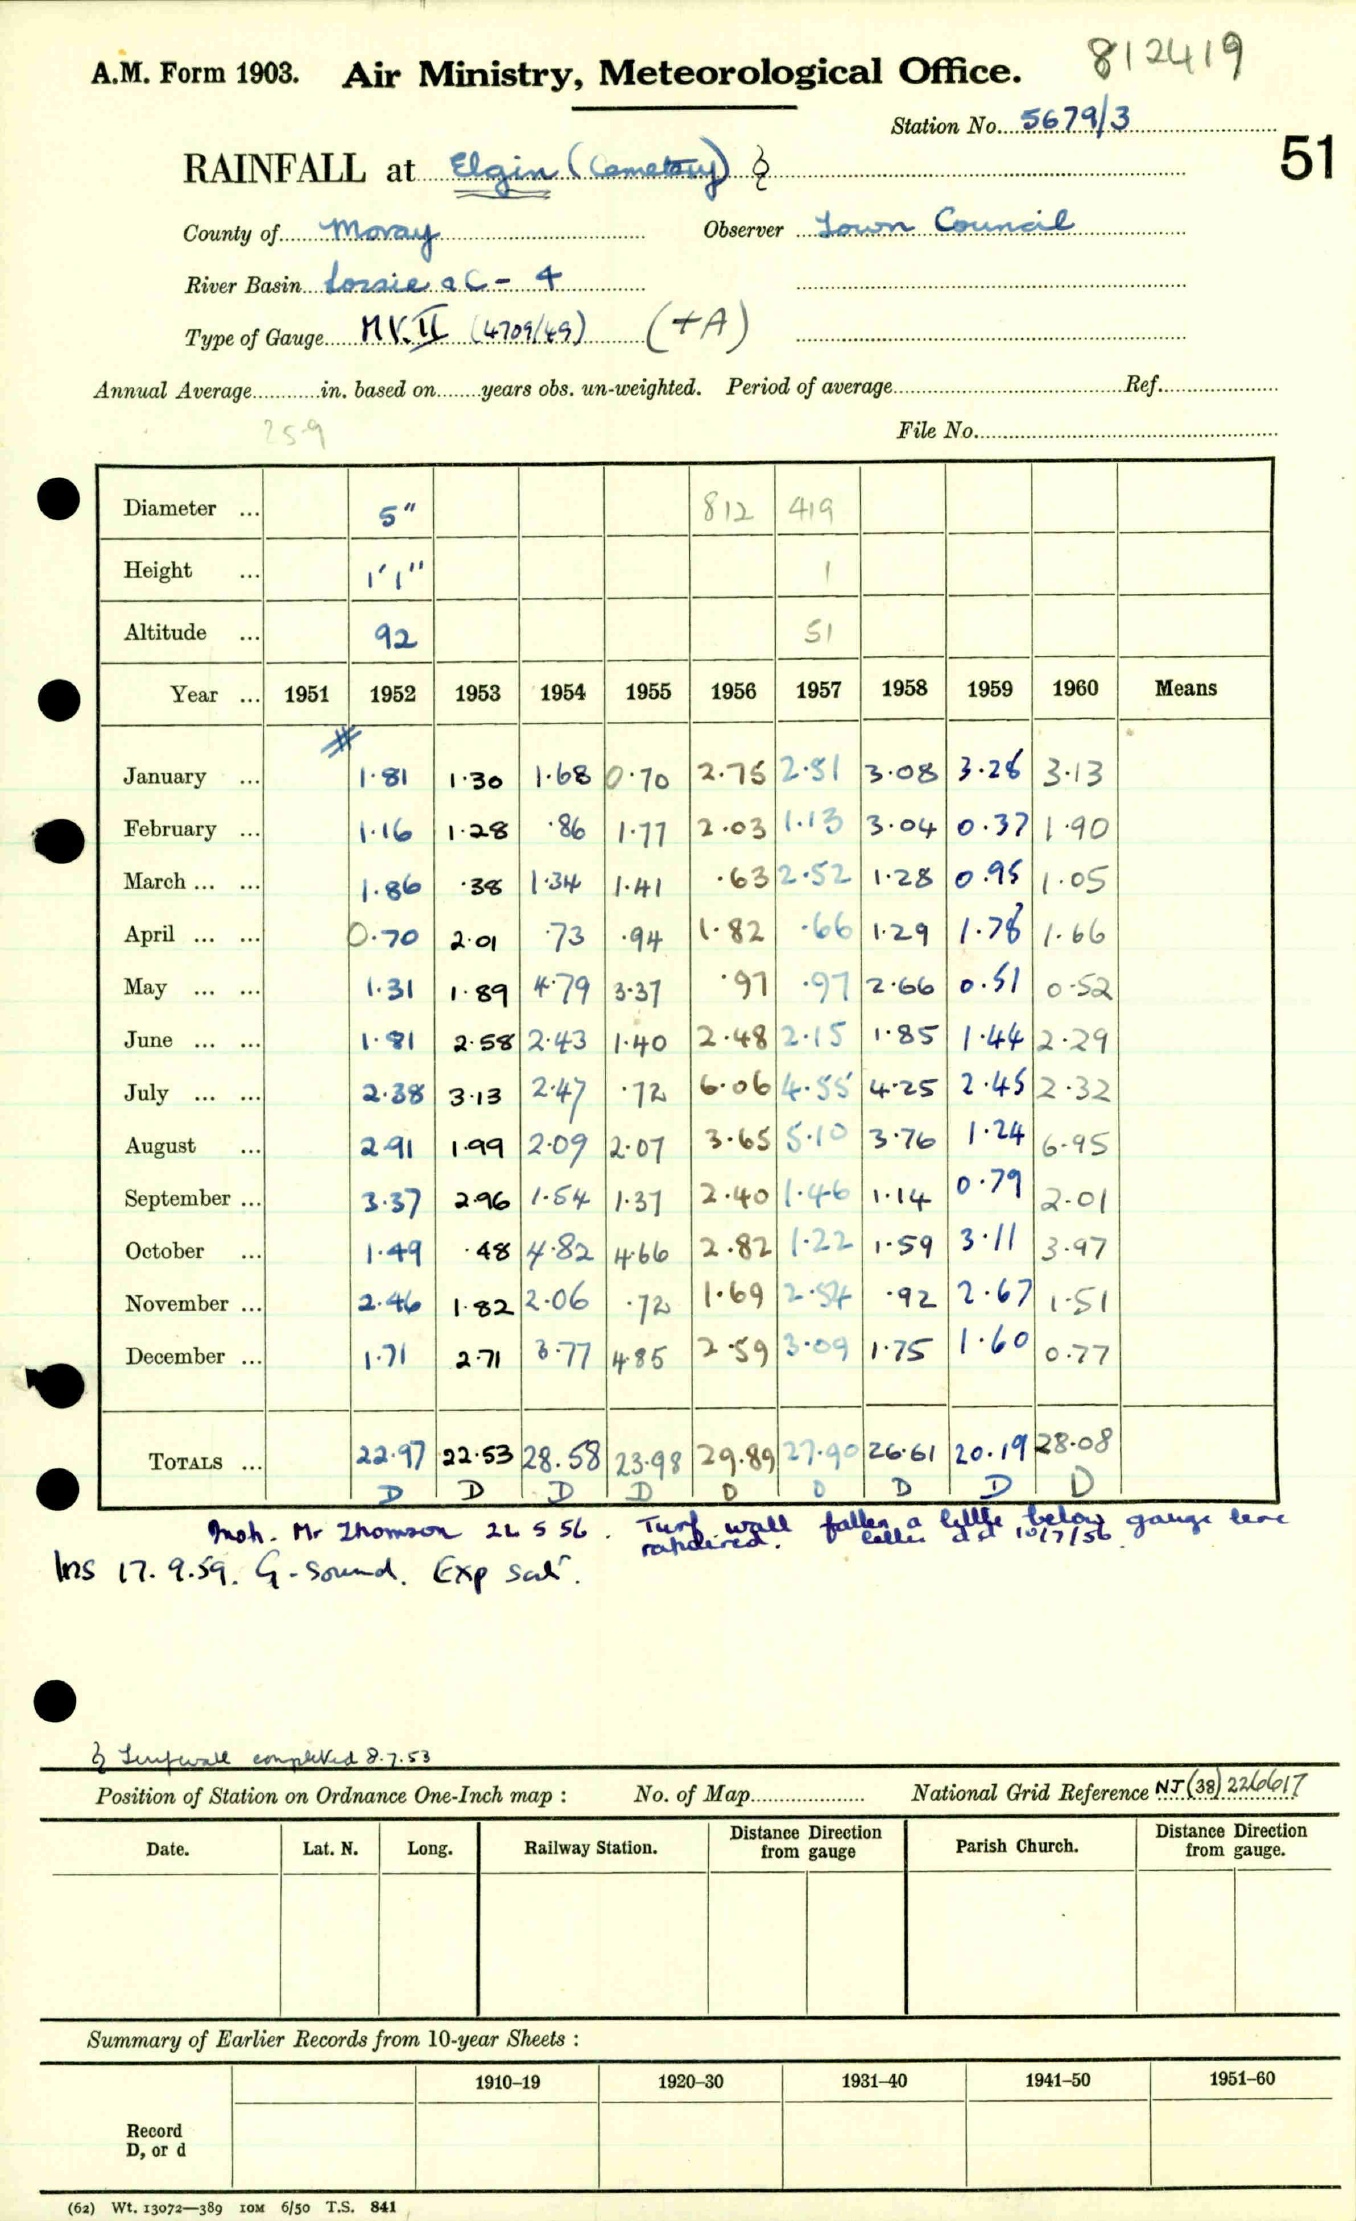 812419
A.M. Form 1903. Air Ministry, Meteorological Office.
Station No. 5679/3
51
RAINFALL at Elgin (Cemetery)
County of Moray Observer Town Council
River Basin Lossie &C - 4
Type of Gauge MK.II (4709/49) (+A)
Annual Average in. based on years obs. un-weighted. Period of average Ref.
259
File No.
Diameter ... 5" 812 419
Height ... 1'1" 1
Altitude ... 92 51
Year ... 1951 1952 1953 1954 1955 1956 1957 1958 1959 1960 Means
#
January ... 1.81 1.30 1.68 0.70 2.75 2.51 3.08 3.28 3.13
February ... 1.16 1.28 .86 1.77 2.03 1.13 3.04 0.37 1.90
March ... ... 1.86 .38 1.34 1.41 .63 2.52 1.28 0.95 1.05
April ... ... 0.70 2.01 .73 .94 1.82 .66 1.29 1.78? 1.66
May ... ... 1.31 1.89 4.79 3.37 .97 .97 2.66 0.51 0.52
June ... ... 1.81 2.58 2.43 1.40 2.48 2.15 1.85 1.44 2.29
July ... ... 2.38 3.13 2.47 .72 6.06 4.55 4.25 2.45 2.32
August ... 2.91 1.99 2.09 2.07 3.65 5.10 3.76 1.24 6.95
September ... 3.37 2.96 1.54 1.37 2.40 1.46 1.14 0.79 2.01
October ... 1.49 .48 4.82 4.66 2.82 1.22 1.59 3.11 3.97
November ... 2.46 1.82 2.06 .72 1.69 2.54 .92 2.67 1.51
December ... 1.71 2.71 3.77 4.85 2.59 3.09 1.75 1.60 0.77
TOTALS ... 22.97 22.53 28.58 23.98 29.89 27.90 26.61 20.19 28.08
D D D D D D D D D
Insp. Mr Thomson 22 5 56. Turf wall fallen a little below gauge
10/7/56.
Ins 17.9.59. G-sound. Exp sat.
Turfwall completed 8.7.53
Position of Station on Ordnance One-Inch map : No. of Map National Grid Reference NJ(38)226617
Date. Lat. N. Long. Railway Station. Distance Direction from gauge Parish Church. Distance Direction from gauge.
Summary of Earlier Records from 10-year Sheets :
1910–19 1920–30 1931–40 1941–50 1951–60
Record
D, or d
(62) Wt. 13072—389 10M 6/50 T.S. 841